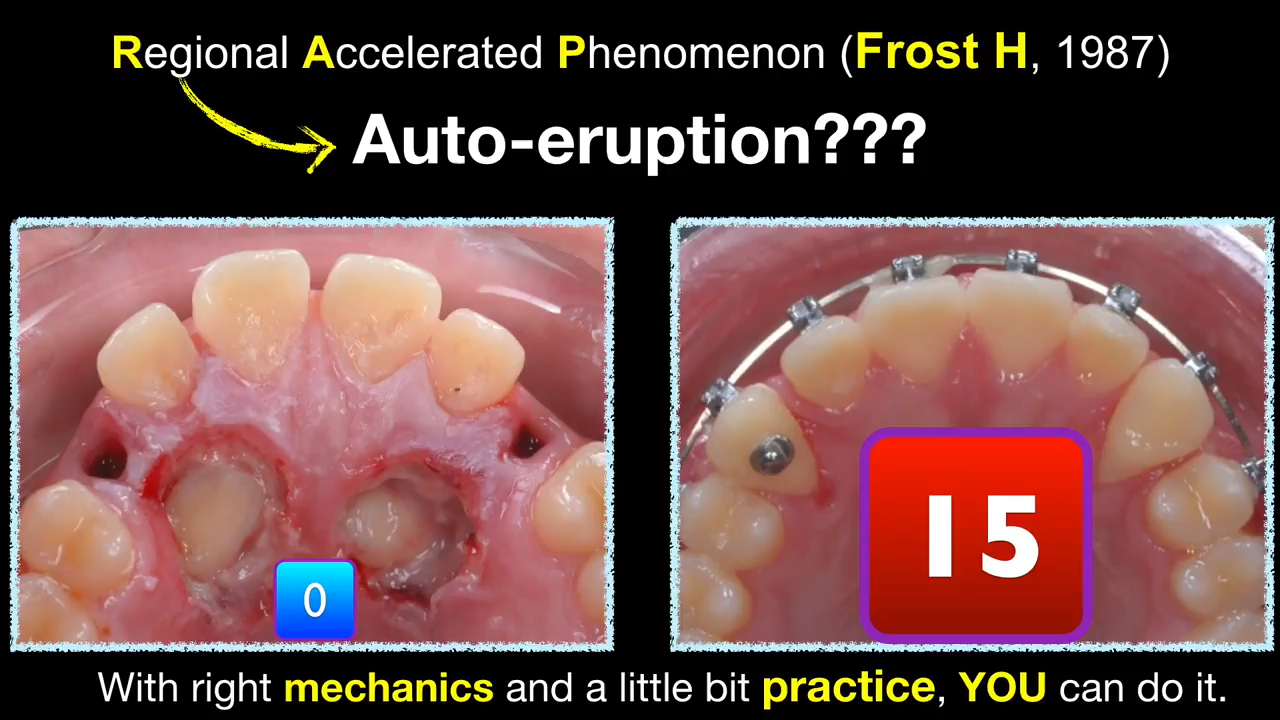 Regional Accelerated Phenomenon (Frost H, 1987)
Auto-eruption???
0
15
With right mechanics and a little bit practice, YOU can do it.